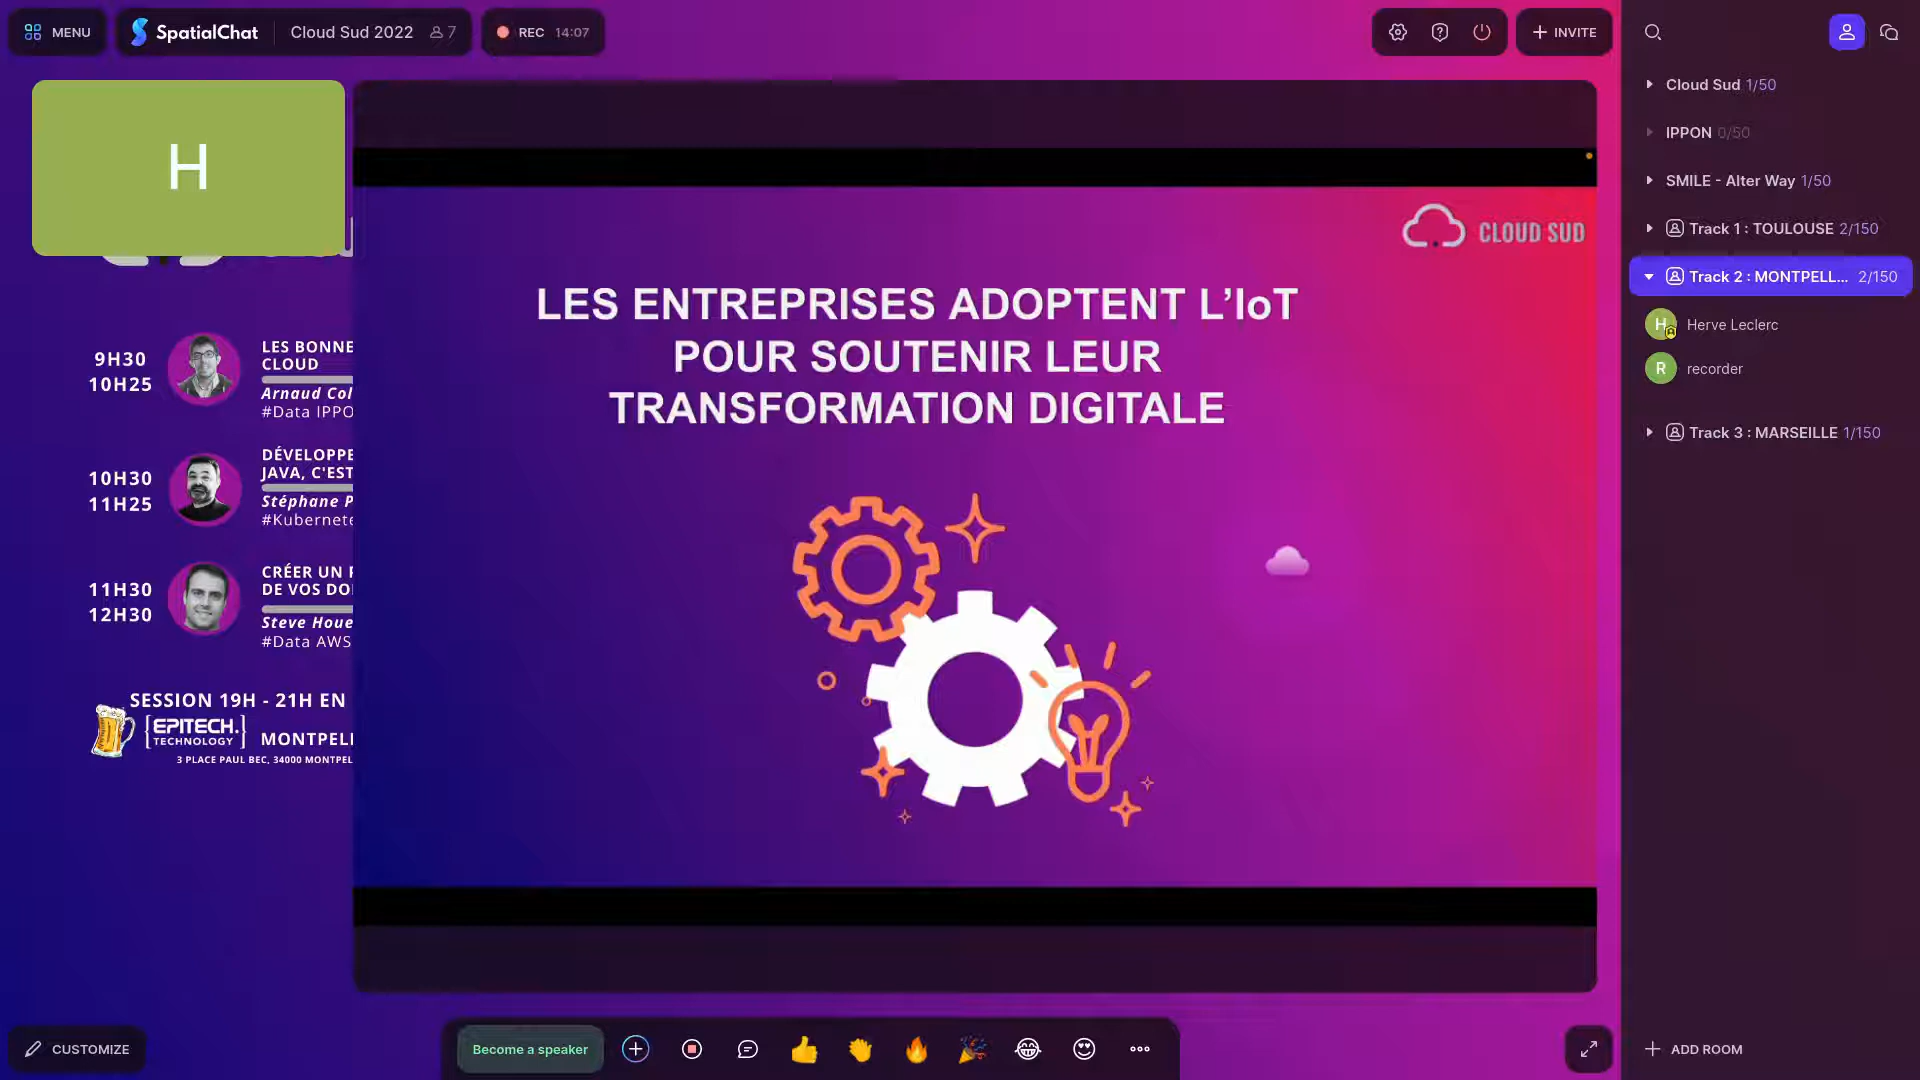 MENU
SpatialChat
Cloud Sud 2022
7
REC 14:07
INVITE
H
CLOUD SUD
LES ENTREPRISES ADOPTENT L’IoT
POUR SOUTENIR LEUR
TRANSFORMATION DIGITALE
9H30
10H25
LES BONNE
CLOUD
Arnaud Col
#Data IPPO
10H30
11H25
DÉVELOPPE
JAVA, C'EST
Stéphane P
#Kubernete
11H30
12H30
CRÉER UN
DE VOS DO
Steve Houe
#Data AWS
SESSION 19H - 21H EN
[EPITECH.]
TECHNOLOGY
MONTPEL
3 PLACE PAUL BEC, 34000 MONTPEL
CUSTOMIZE
Become a speaker
Cloud Sud 1/50
IPPON 0/50
SMILE - Alter Way 1/50
Track 1 : TOULOUSE 2/150
Track 2 : MONTPELL... 2/150
H Herve Leclerc
R recorder
Track 3 : MARSEILLE 1/150
ADD ROOM